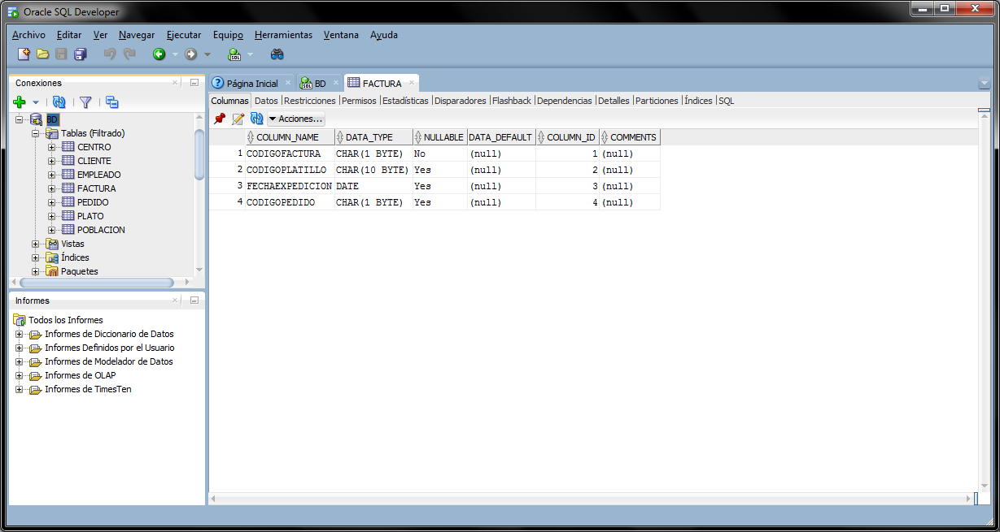 Oracle SQL Developer
Archivo Editar Ver Navegar Ejecutar Equipo Herramientas Ventana Ayuda
SQL
Conexiones
BD
Tablas (Filtrado)
CENTRO
CLIENTE
EMPLEADO
FACTURA
PEDIDO
PLATO
POBLACION
Vistas
Índices
Paquetes
Informes
Todos los Informes
Informes de Diccionario de Datos
Informes Definidos por el Usuario
Informes de Modelador de Datos
Informes de OLAP
Informes de TimesTen
Página Inicial BD FACTURA
Columnas Datos Restricciones Permisos Estadísticas Disparadores Flashback Dependencias Detalles Particiones Índices SQL
Acciones...
COLUMN_NAME DATA_TYPE NULLABLE DATA_DEFAULT COLUMN_ID COMMENTS
1 CODIGOFACTURA CHAR(1 BYTE) No (null) 1 (null)
2 CODIGOPLATILLO CHAR(10 BYTE) Yes (null) 2 (null)
3 FECHAEXPEDICION DATE Yes (null) 3 (null)
4 CODIGOPEDIDO CHAR(1 BYTE) Yes (null) 4 (null)